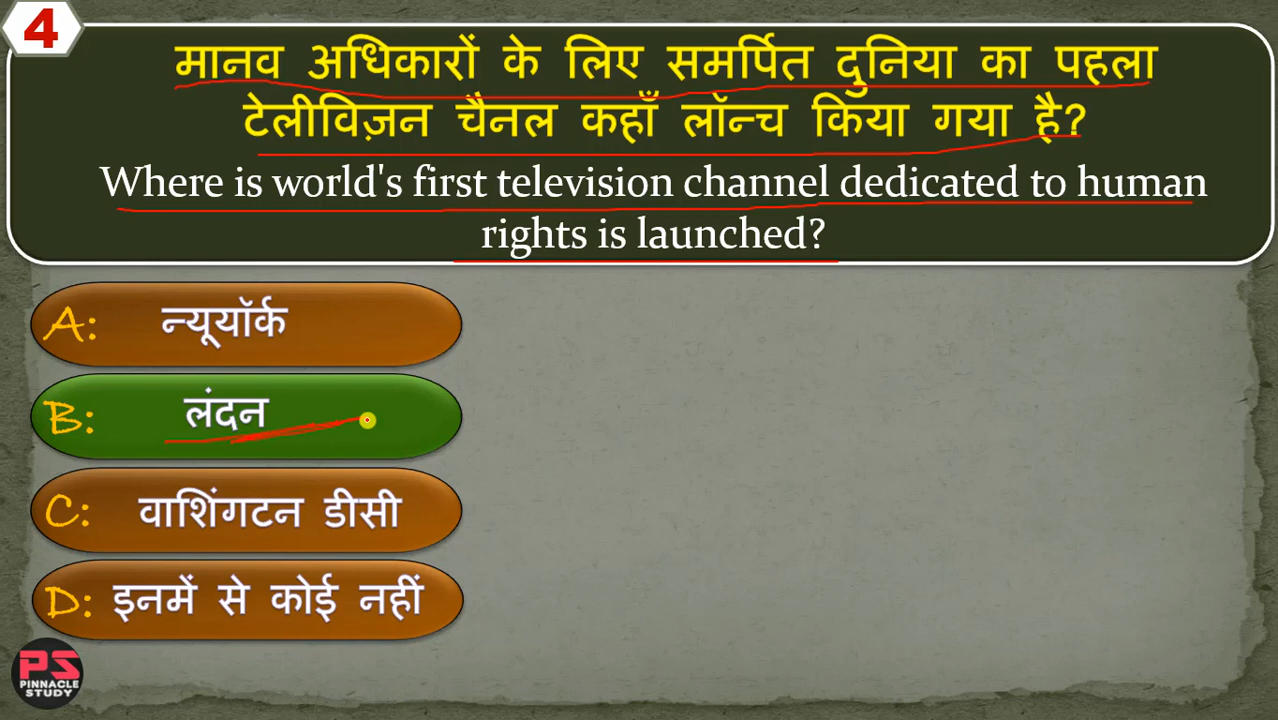 4
मानव अधिकारों के लिए समर्पित दुनिया का पहला
टेलीविज़न चैनल कहाँ लॉन्च किया गया है?
Where is world's first television channel dedicated to human
rights is launched?
A: न्यूयॉर्क
B: लंदन
C: वाशिंगटन डीसी
D: इनमें से कोई नहीं
PS
PINNACLE
STUDY